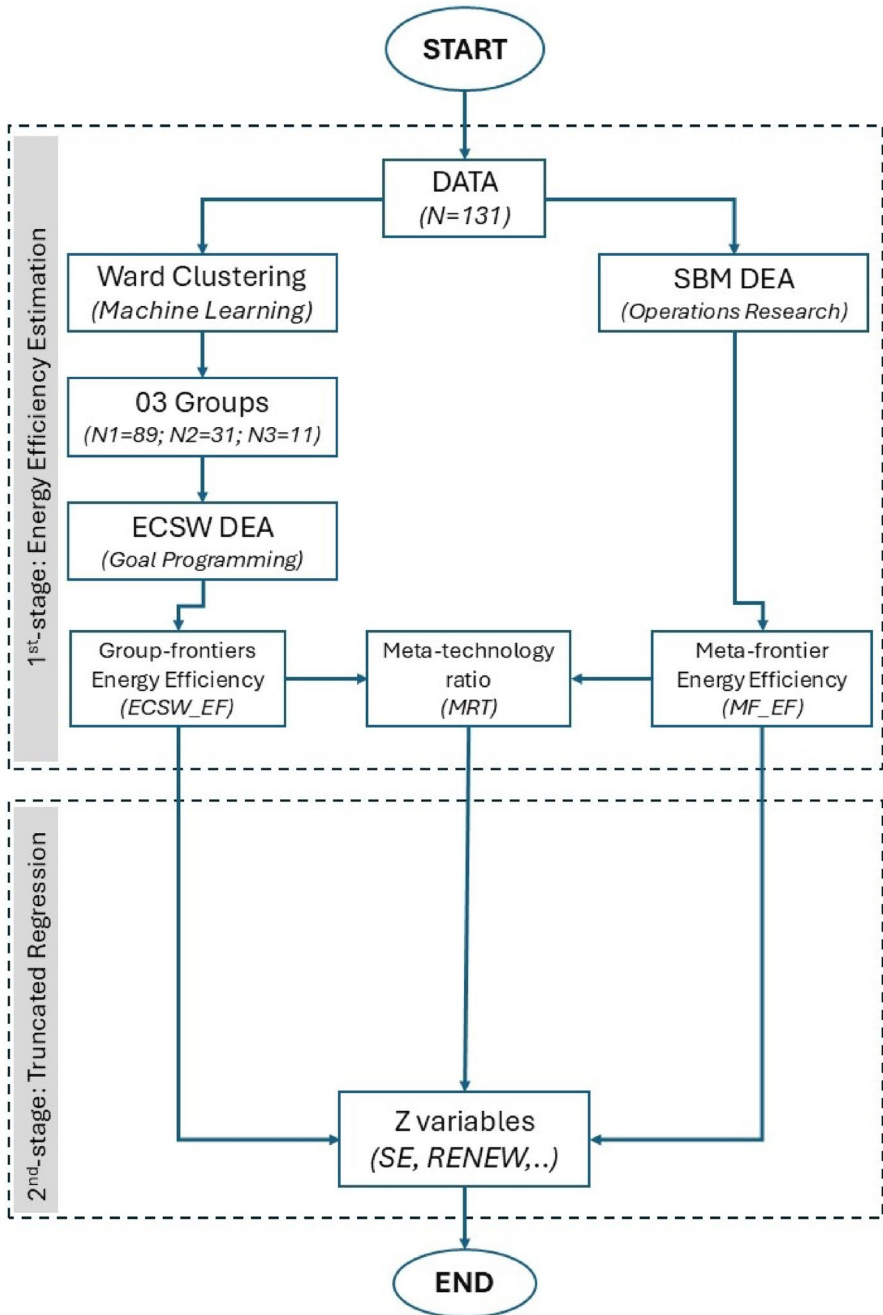 START
1st-stage: Energy Efficiency Estimation
DATA
(N=131)
Ward Clustering
(Machine Learning)
SBM DEA
(Operations Research)
03 Groups
(N1=89; N2=31; N3=11)
ECSW DEA
(Goal Programming)
Group-frontiers
Energy Efficiency
(ECSW_EF)
Meta-technology
ratio
(MRT)
Meta-frontier
Energy Efficiency
(MF_EF)
2nd-stage: Truncated Regression
Z variables
(SE, RENEW,..)
END